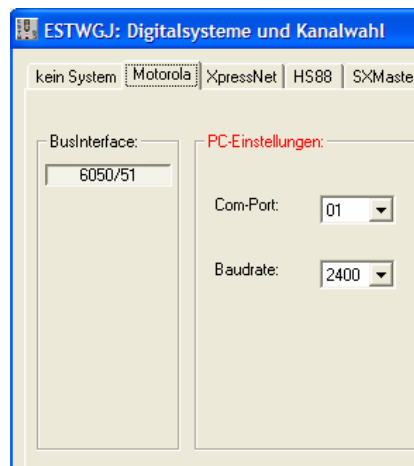 ESTWGJ: Digitalsysteme und Kanalwahl
kein System Motorola XpressNet HS88 SXMaste
BusInterface:
6050/51
PC-Einstellungen:
Com-Port: 01
Baudrate: 2400